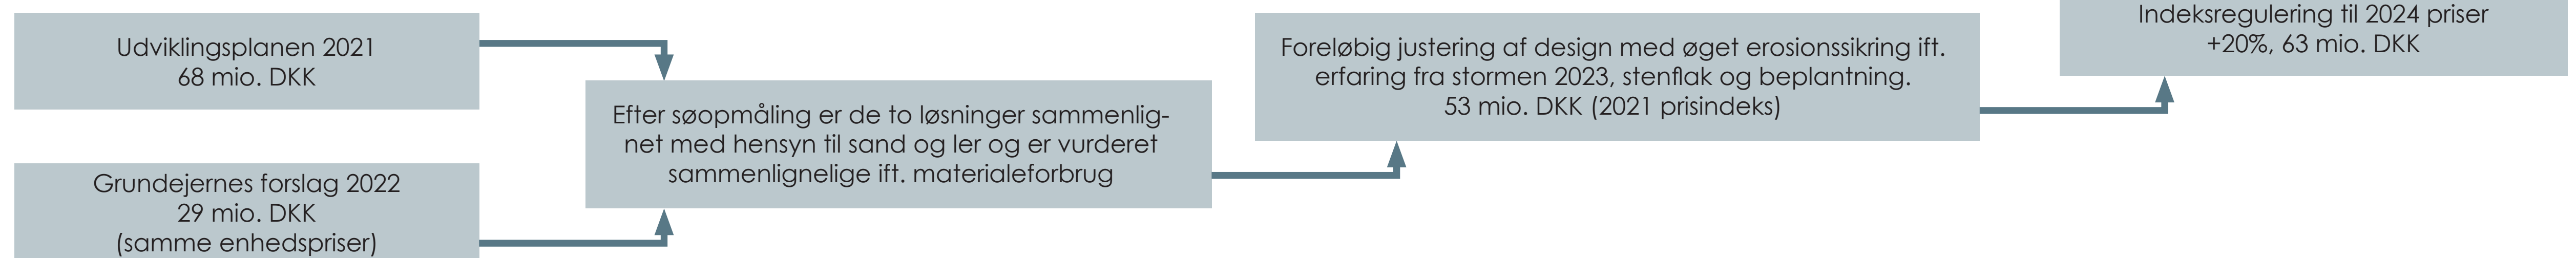 Udviklingsplanen 2021
68 mio. DKK
Grundejernes forslag 2022
29 mio. DKK
(samme enhedspriser)
Efter søopmåling er de to løsninger sammenlig-
net med hensyn til sand og ler og er vurderet
sammenlignelige ift. materialeforbrug
Foreløbig justering af design med øget erosionssikring ift.
erfaring fra stormen 2023, stenflak og beplantning.
53 mio. DKK (2021 prisindeks)
Indeksregulering til 2024 priser
+20%, 63 mio. DKK